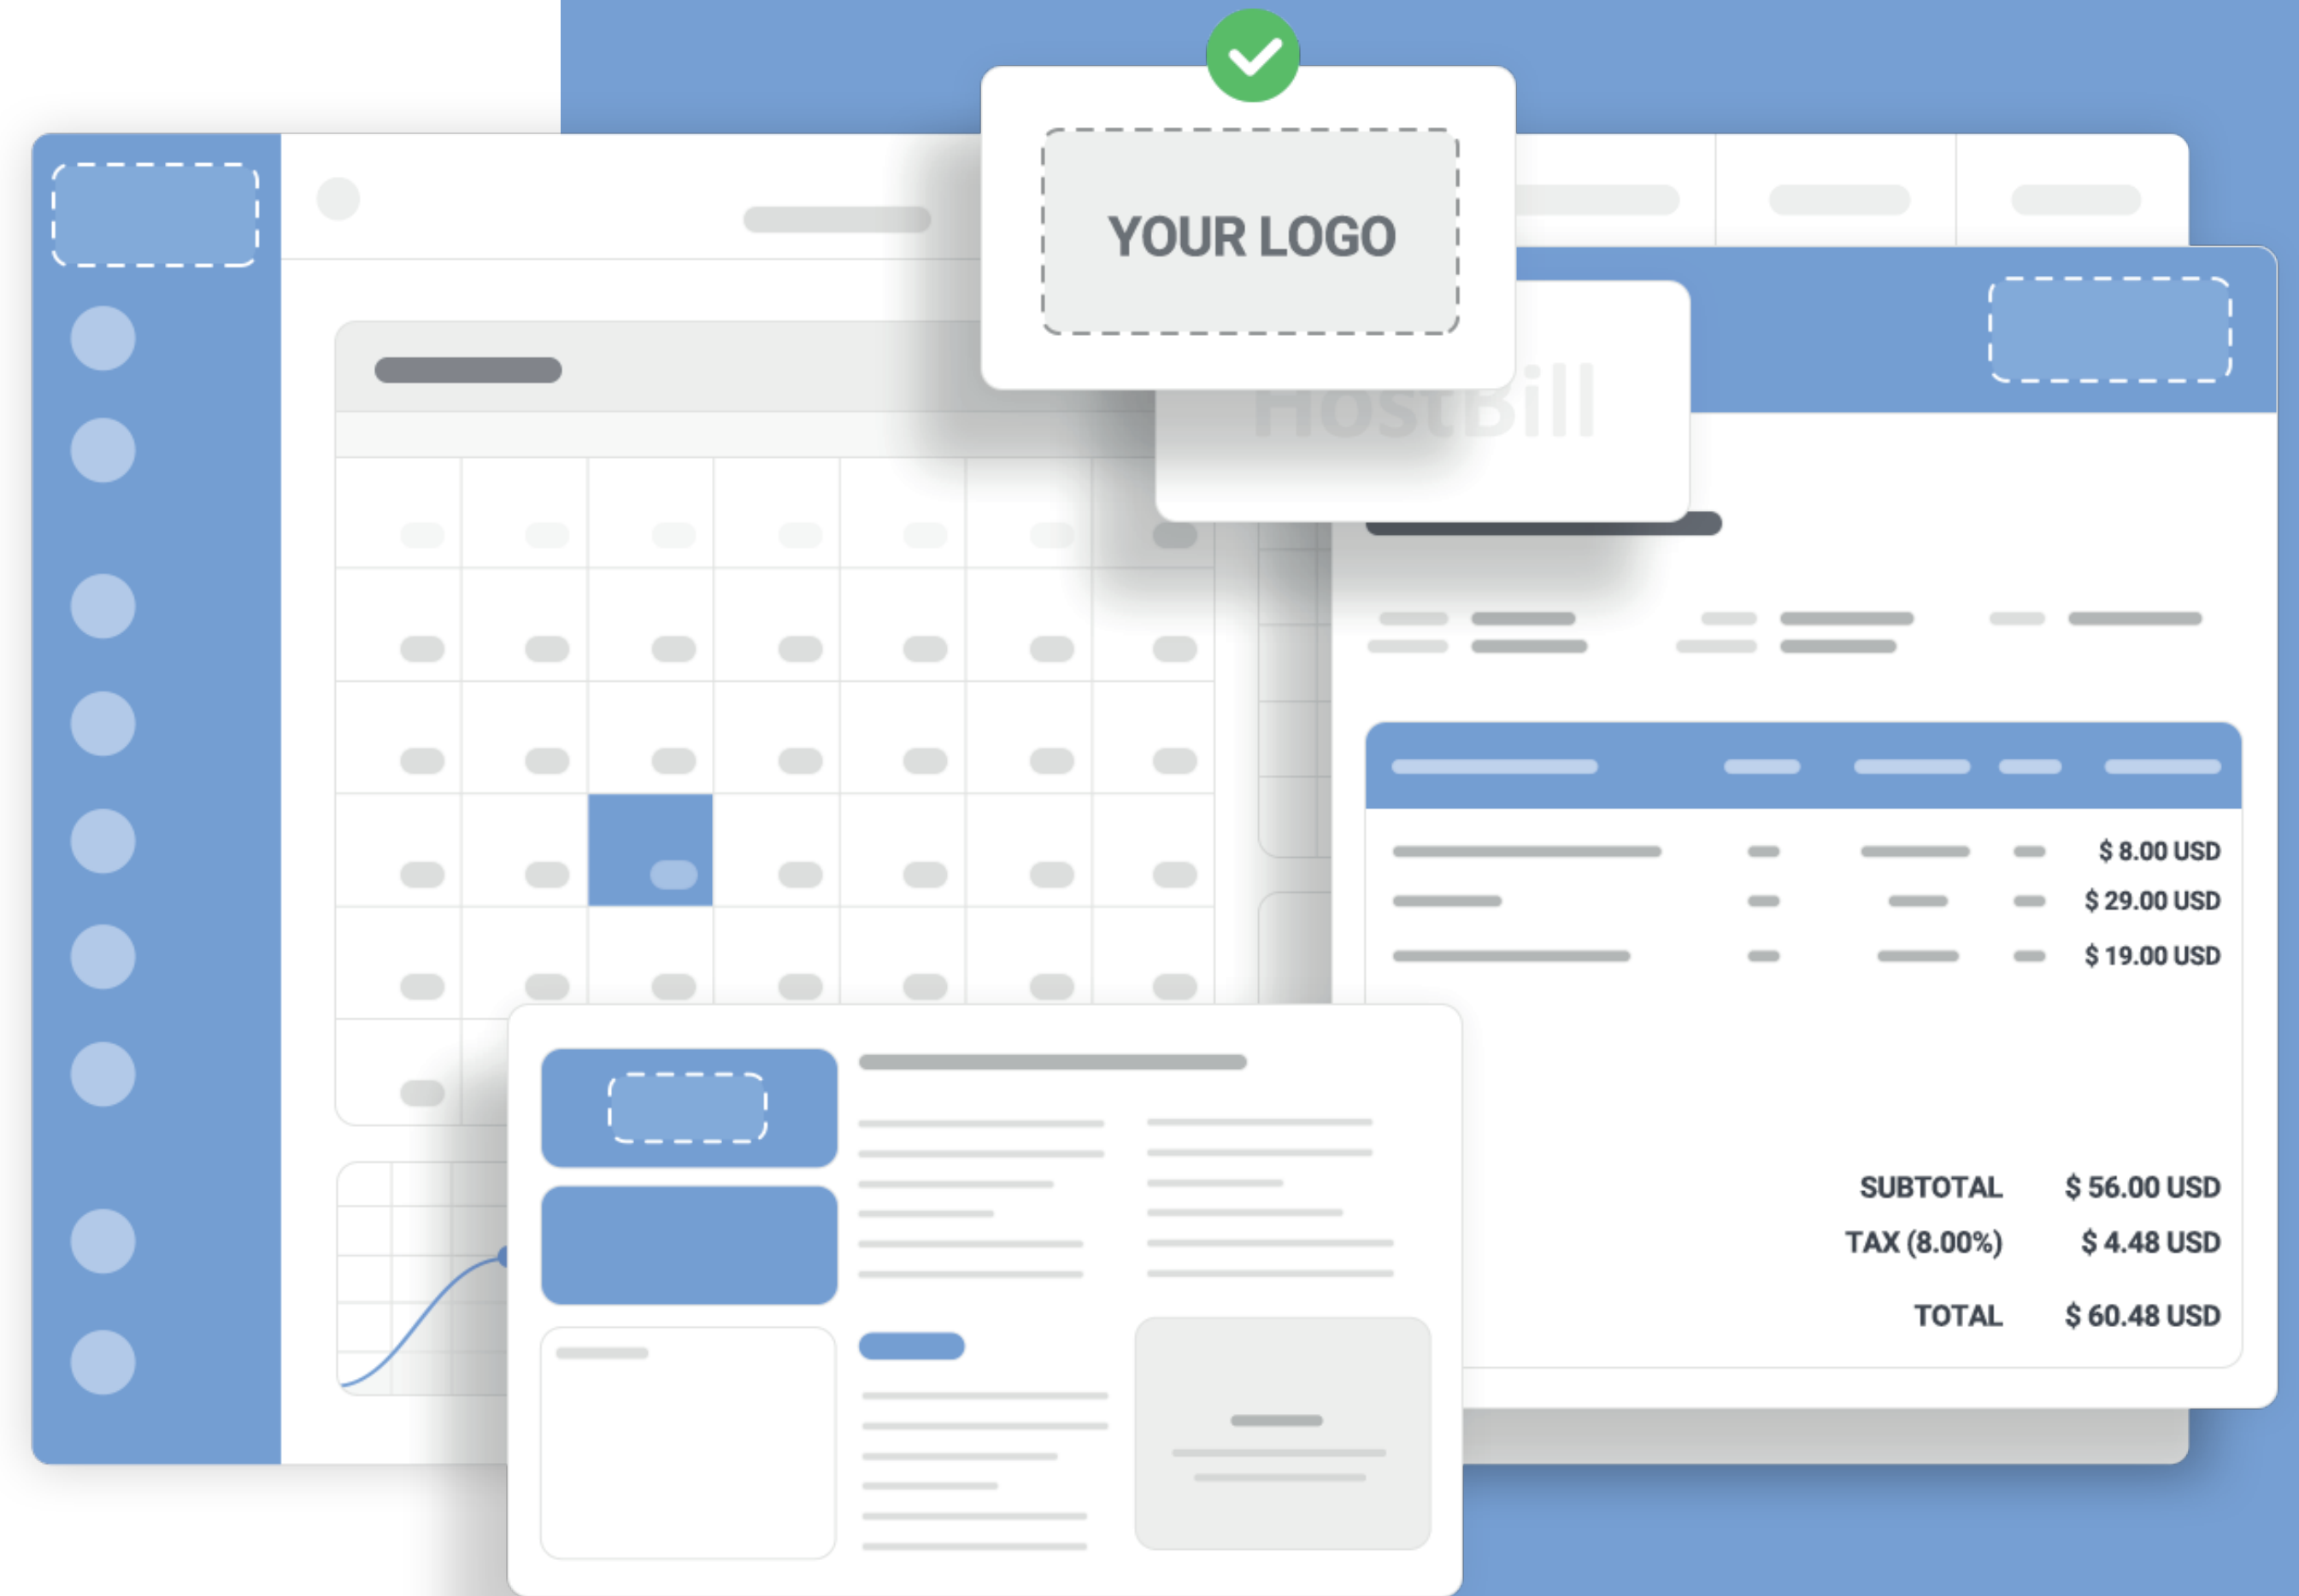 YOUR LOGO
HostBill
$ 8.00 USD
$ 29.00 USD
$ 19.00 USD
SUBTOTAL $ 56.00 USD
TAX (8.00%) $ 4.48 USD
TOTAL $ 60.48 USD